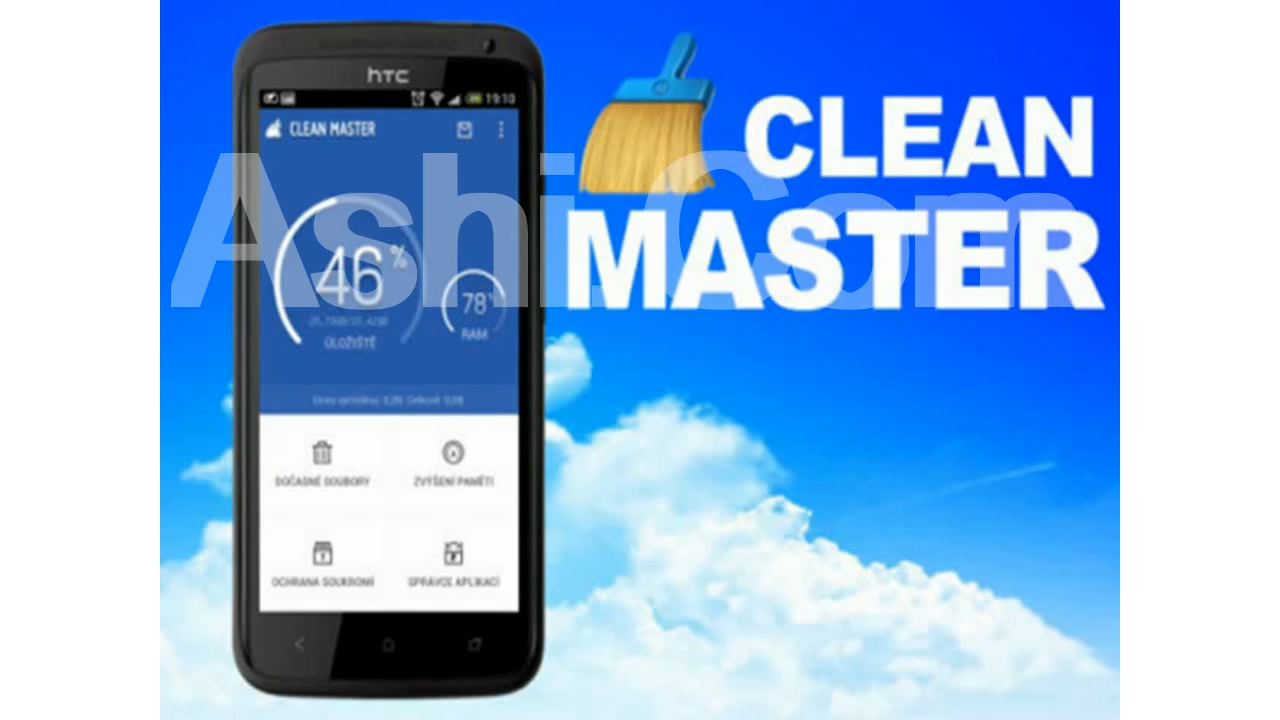 hTC
19:10
CLEAN MASTER
46%
78%
RAM
ÚLOŽIŠTĚ
DOČASNÉ SOUBORY
ZVÝŠENÍ PAMĚTI
OCHRANA SOUKROMÍ
SPRÁVCE APLIKACÍ
CLEAN
MASTER
Ashi.Com